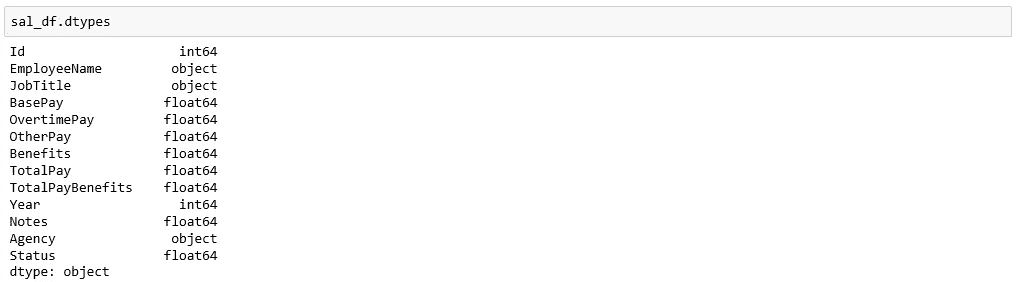 sal_df.dtypes
Id int64
EmployeeName object
JobTitle object
BasePay float64
OvertimePay float64
OtherPay float64
Benefits float64
TotalPay float64
TotalPayBenefits float64
Year int64
Notes float64
Agency object
Status float64
dtype: object